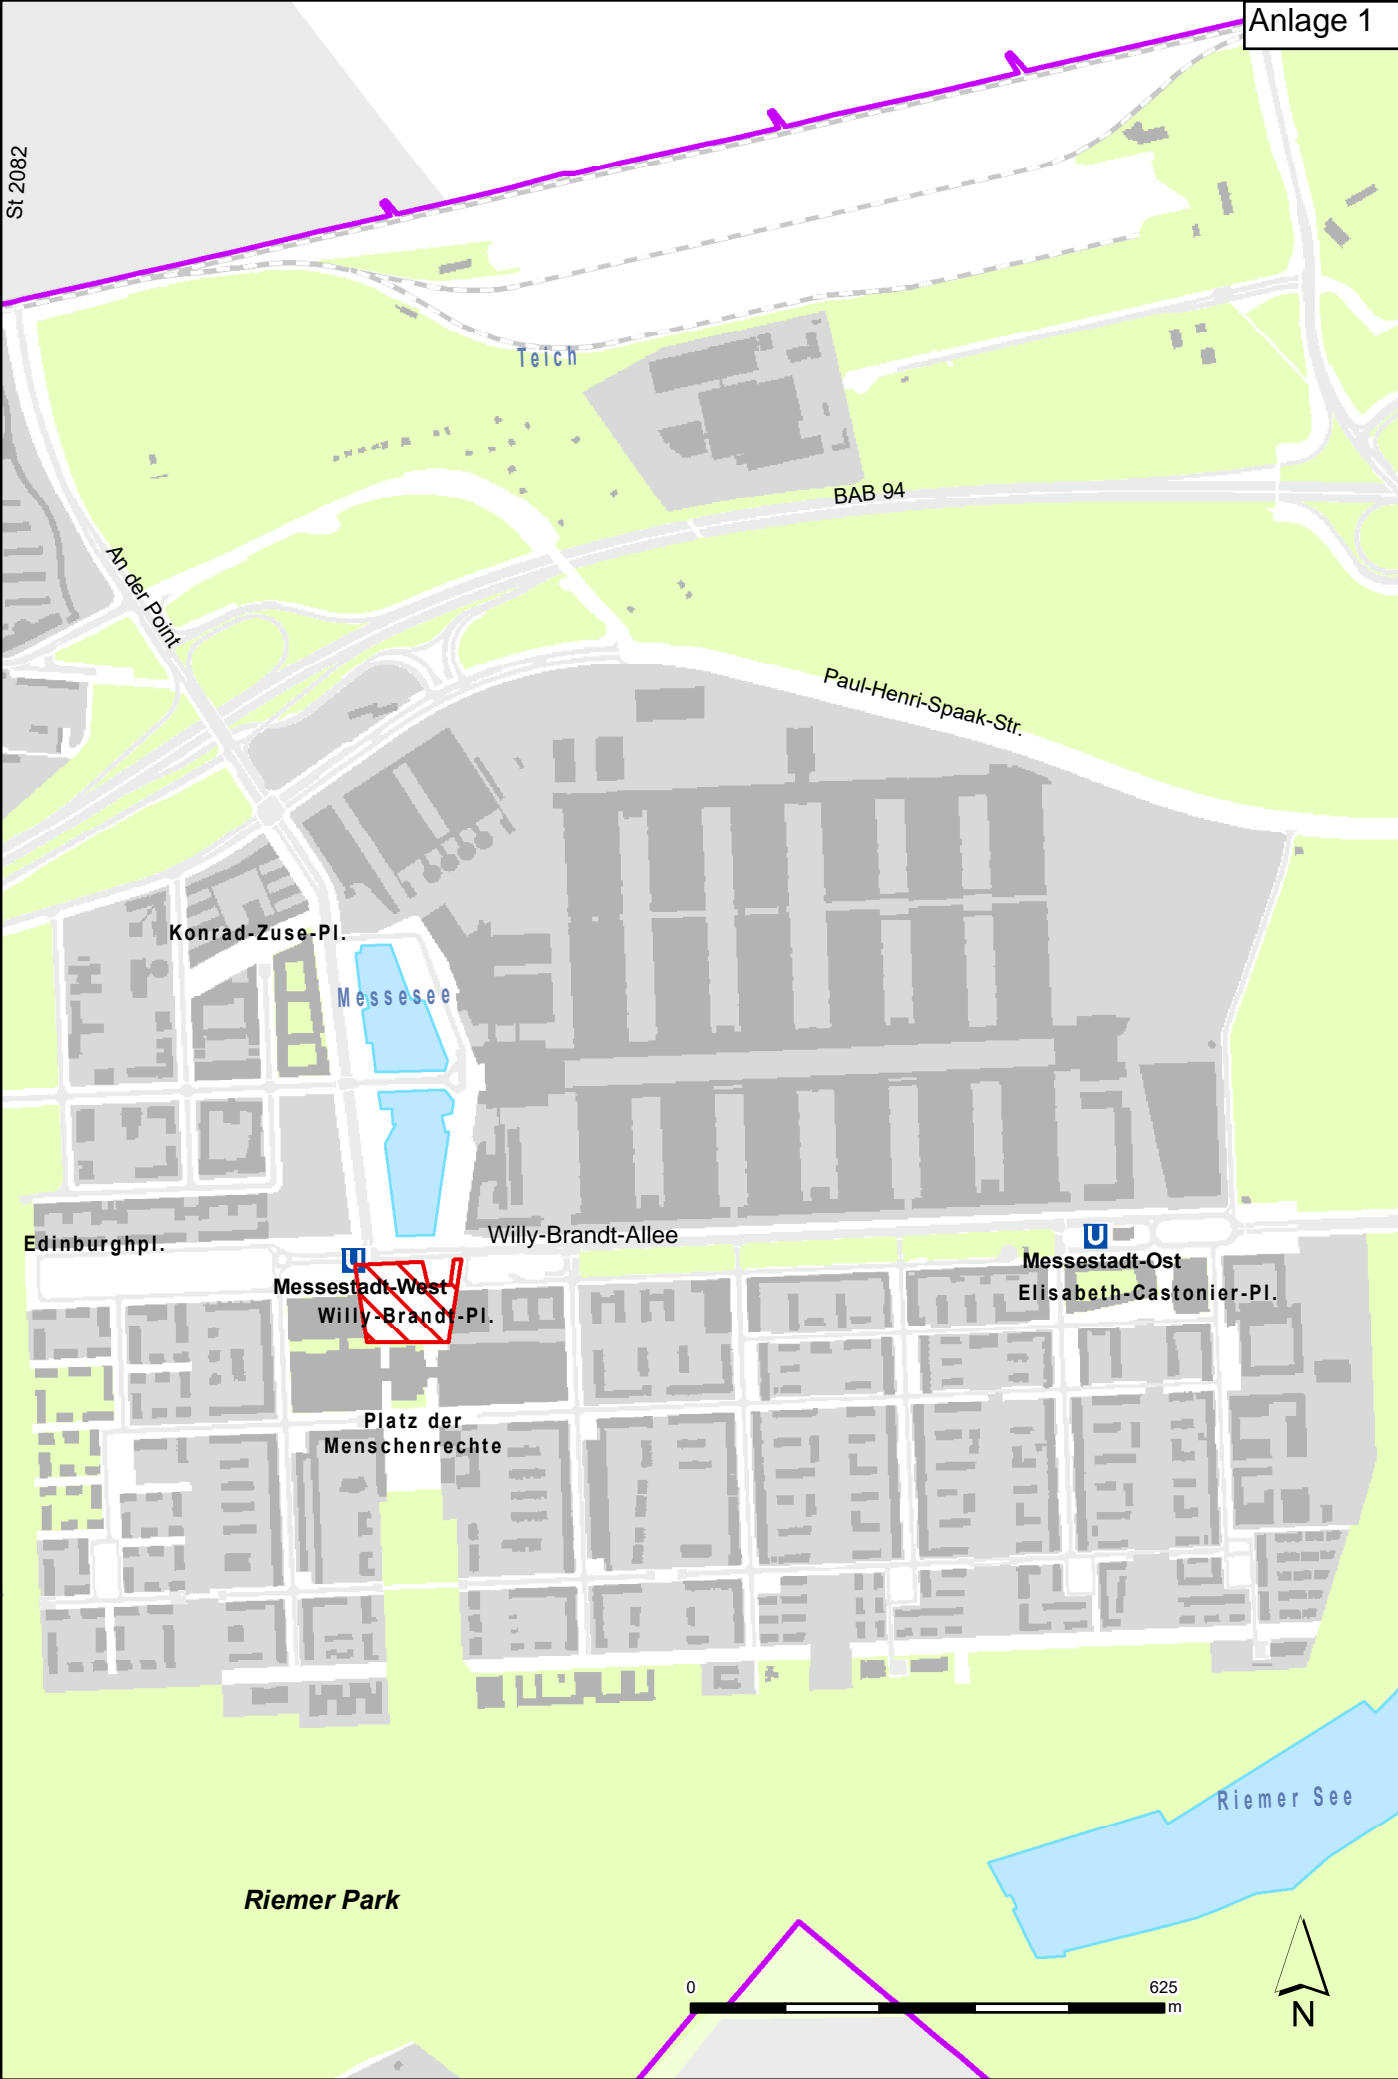 Anlage 1
St 2082
Teich
BAB 94
An der Point
Paul-Henri-Spaak-Str.
Konrad-Zuse-Pl.
Messesee
Willy-Brandt-Allee
Edinburghpl.
U
U
Messestadt-West
Messestadt-Ost
Willy-Brandt-Pl.
Elisabeth-Castonier-Pl.
Platz der
Menschenrechte
Riemer See
Riemer Park
0
625
m
N